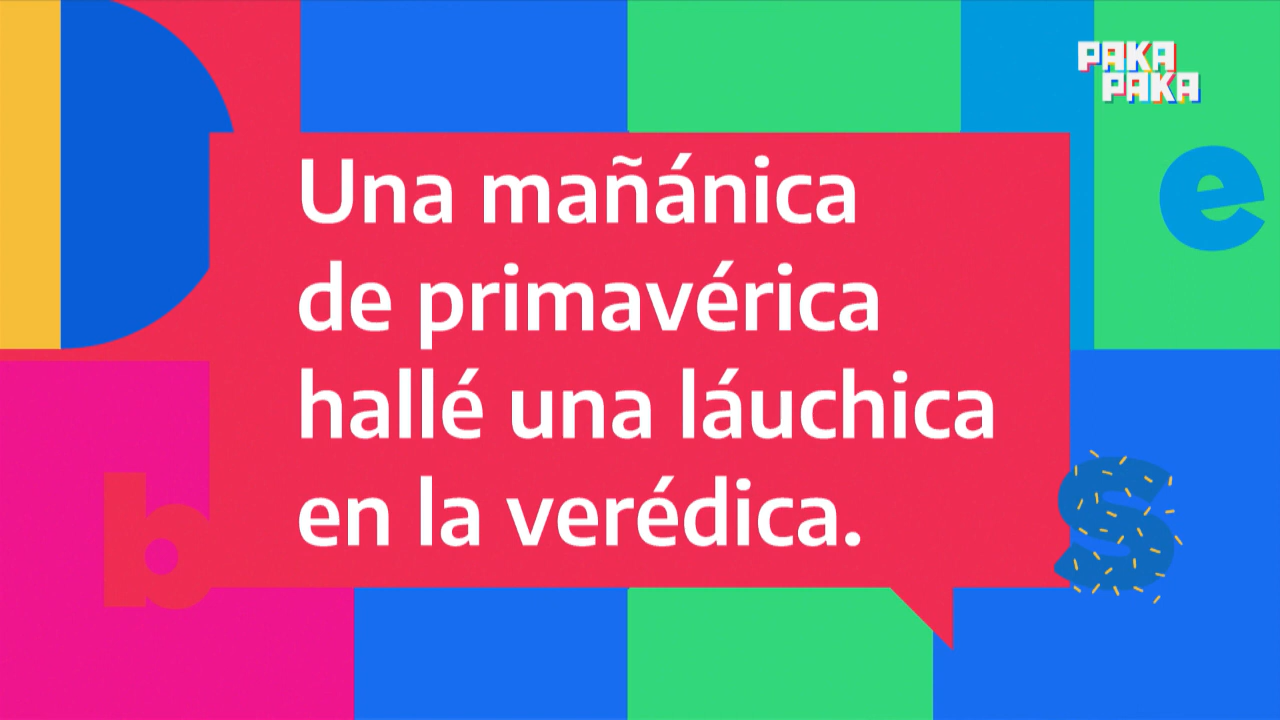 PAKA
PAKA
Una mañánica
de primavérica
hallé una láuchica
en la verédica.
e
b
s